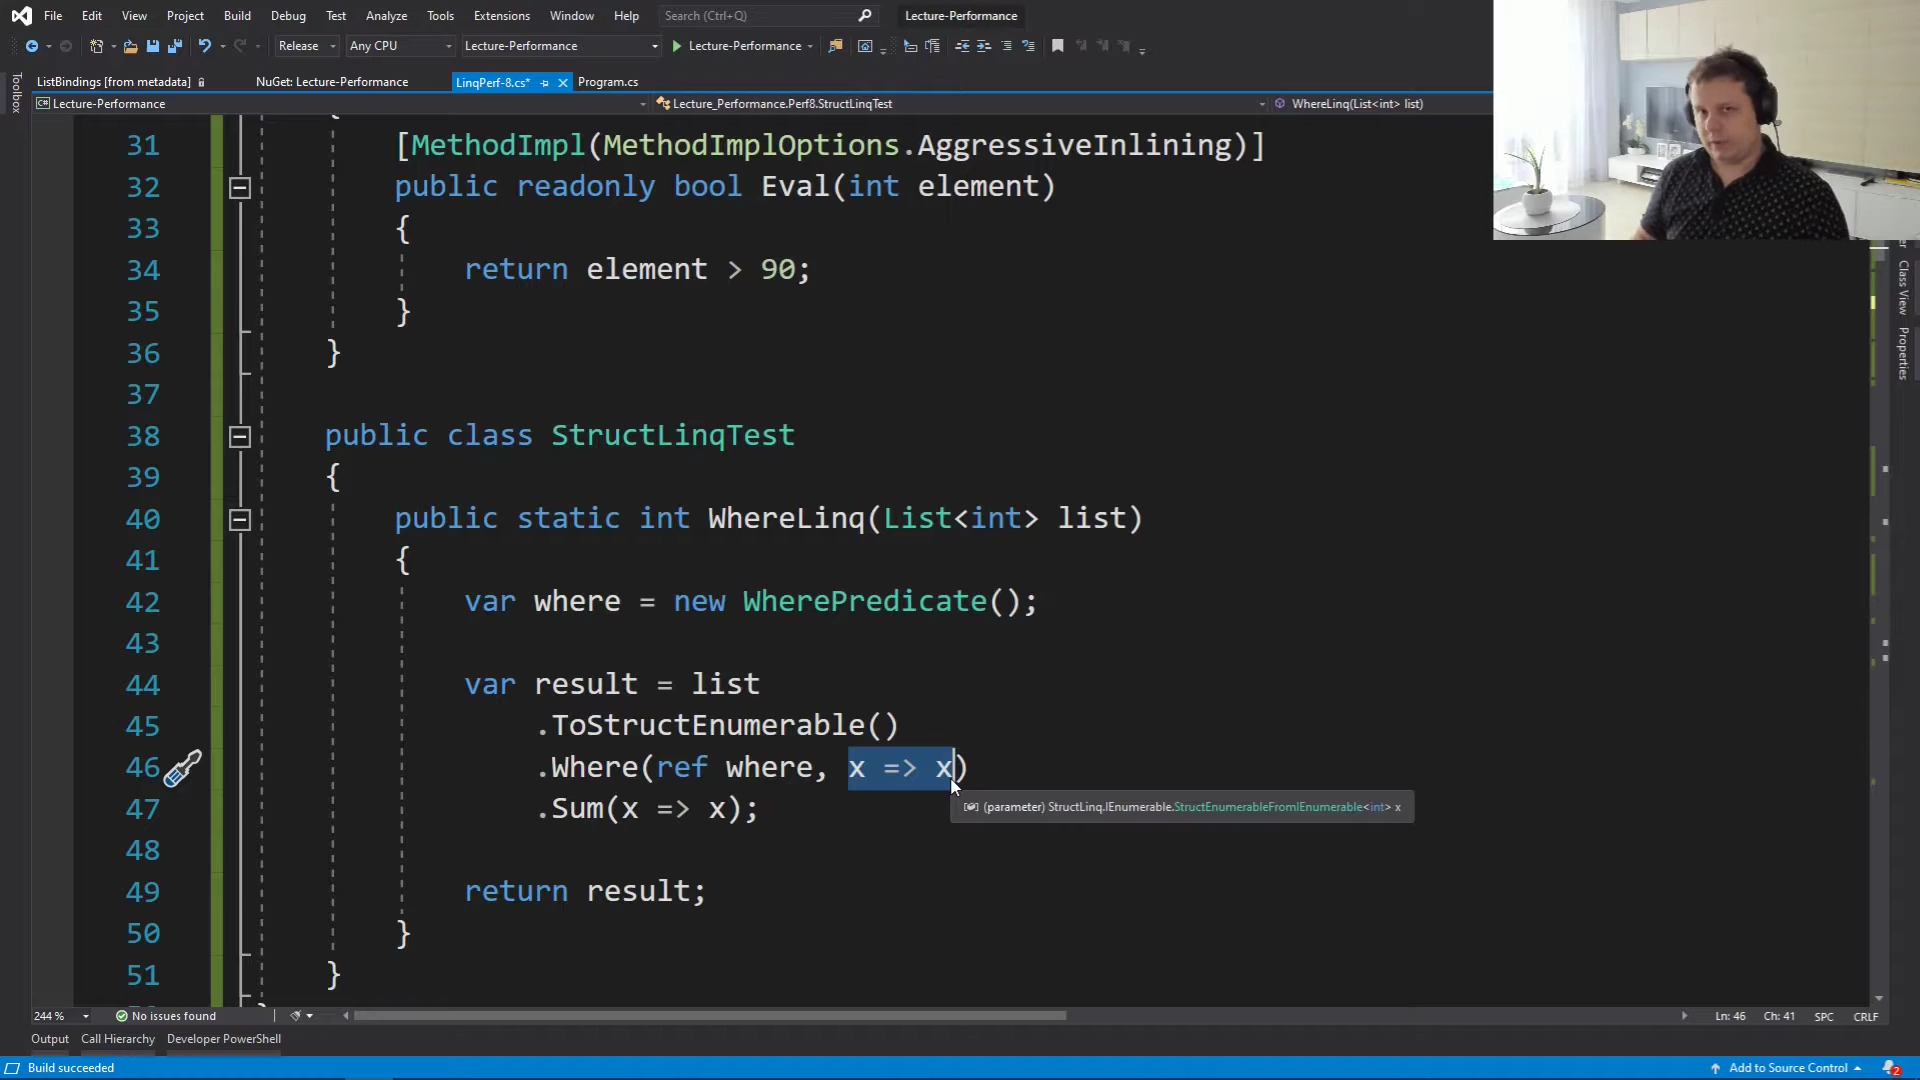 File Edit View Project Build Debug Test Analyze Tools Extensions Window Help Search (Ctrl+Q) Lecture-Performance
Release Any CPU Lecture-Performance Lecture-Performance
ListBindings [from metadata] NuGet: Lecture-Performance LinqPerf-8.cs* Program.cs
Lecture-Performance Lecture_Performance.Perf8.StructLinqTest WhereLinq(List<int> list)
Toolbox
Class View
Properties
31 [MethodImpl(MethodImplOptions.AggressiveInlining)]
32 public readonly bool Eval(int element)
33 {
34 return element > 90;
35 }
36 }
37
38 public class StructLinqTest
39 {
40 public static int WhereLinq(List<int> list)
41 {
42 var where = new WherePredicate();
43
44 var result = list
45 .ToStructEnumerable()
46 .Where(ref where, x => x)
(parameter) StructLinq.IEnumerable.StructEnumerableFromIEnumerable<int> x
47 .Sum(x => x);
48
49 return result;
50 }
51 }
244 % No issues found Ln: 46 Ch: 41 SPC CRLF
Output Call Hierarchy Developer PowerShell
Build succeeded Add to Source Control 2